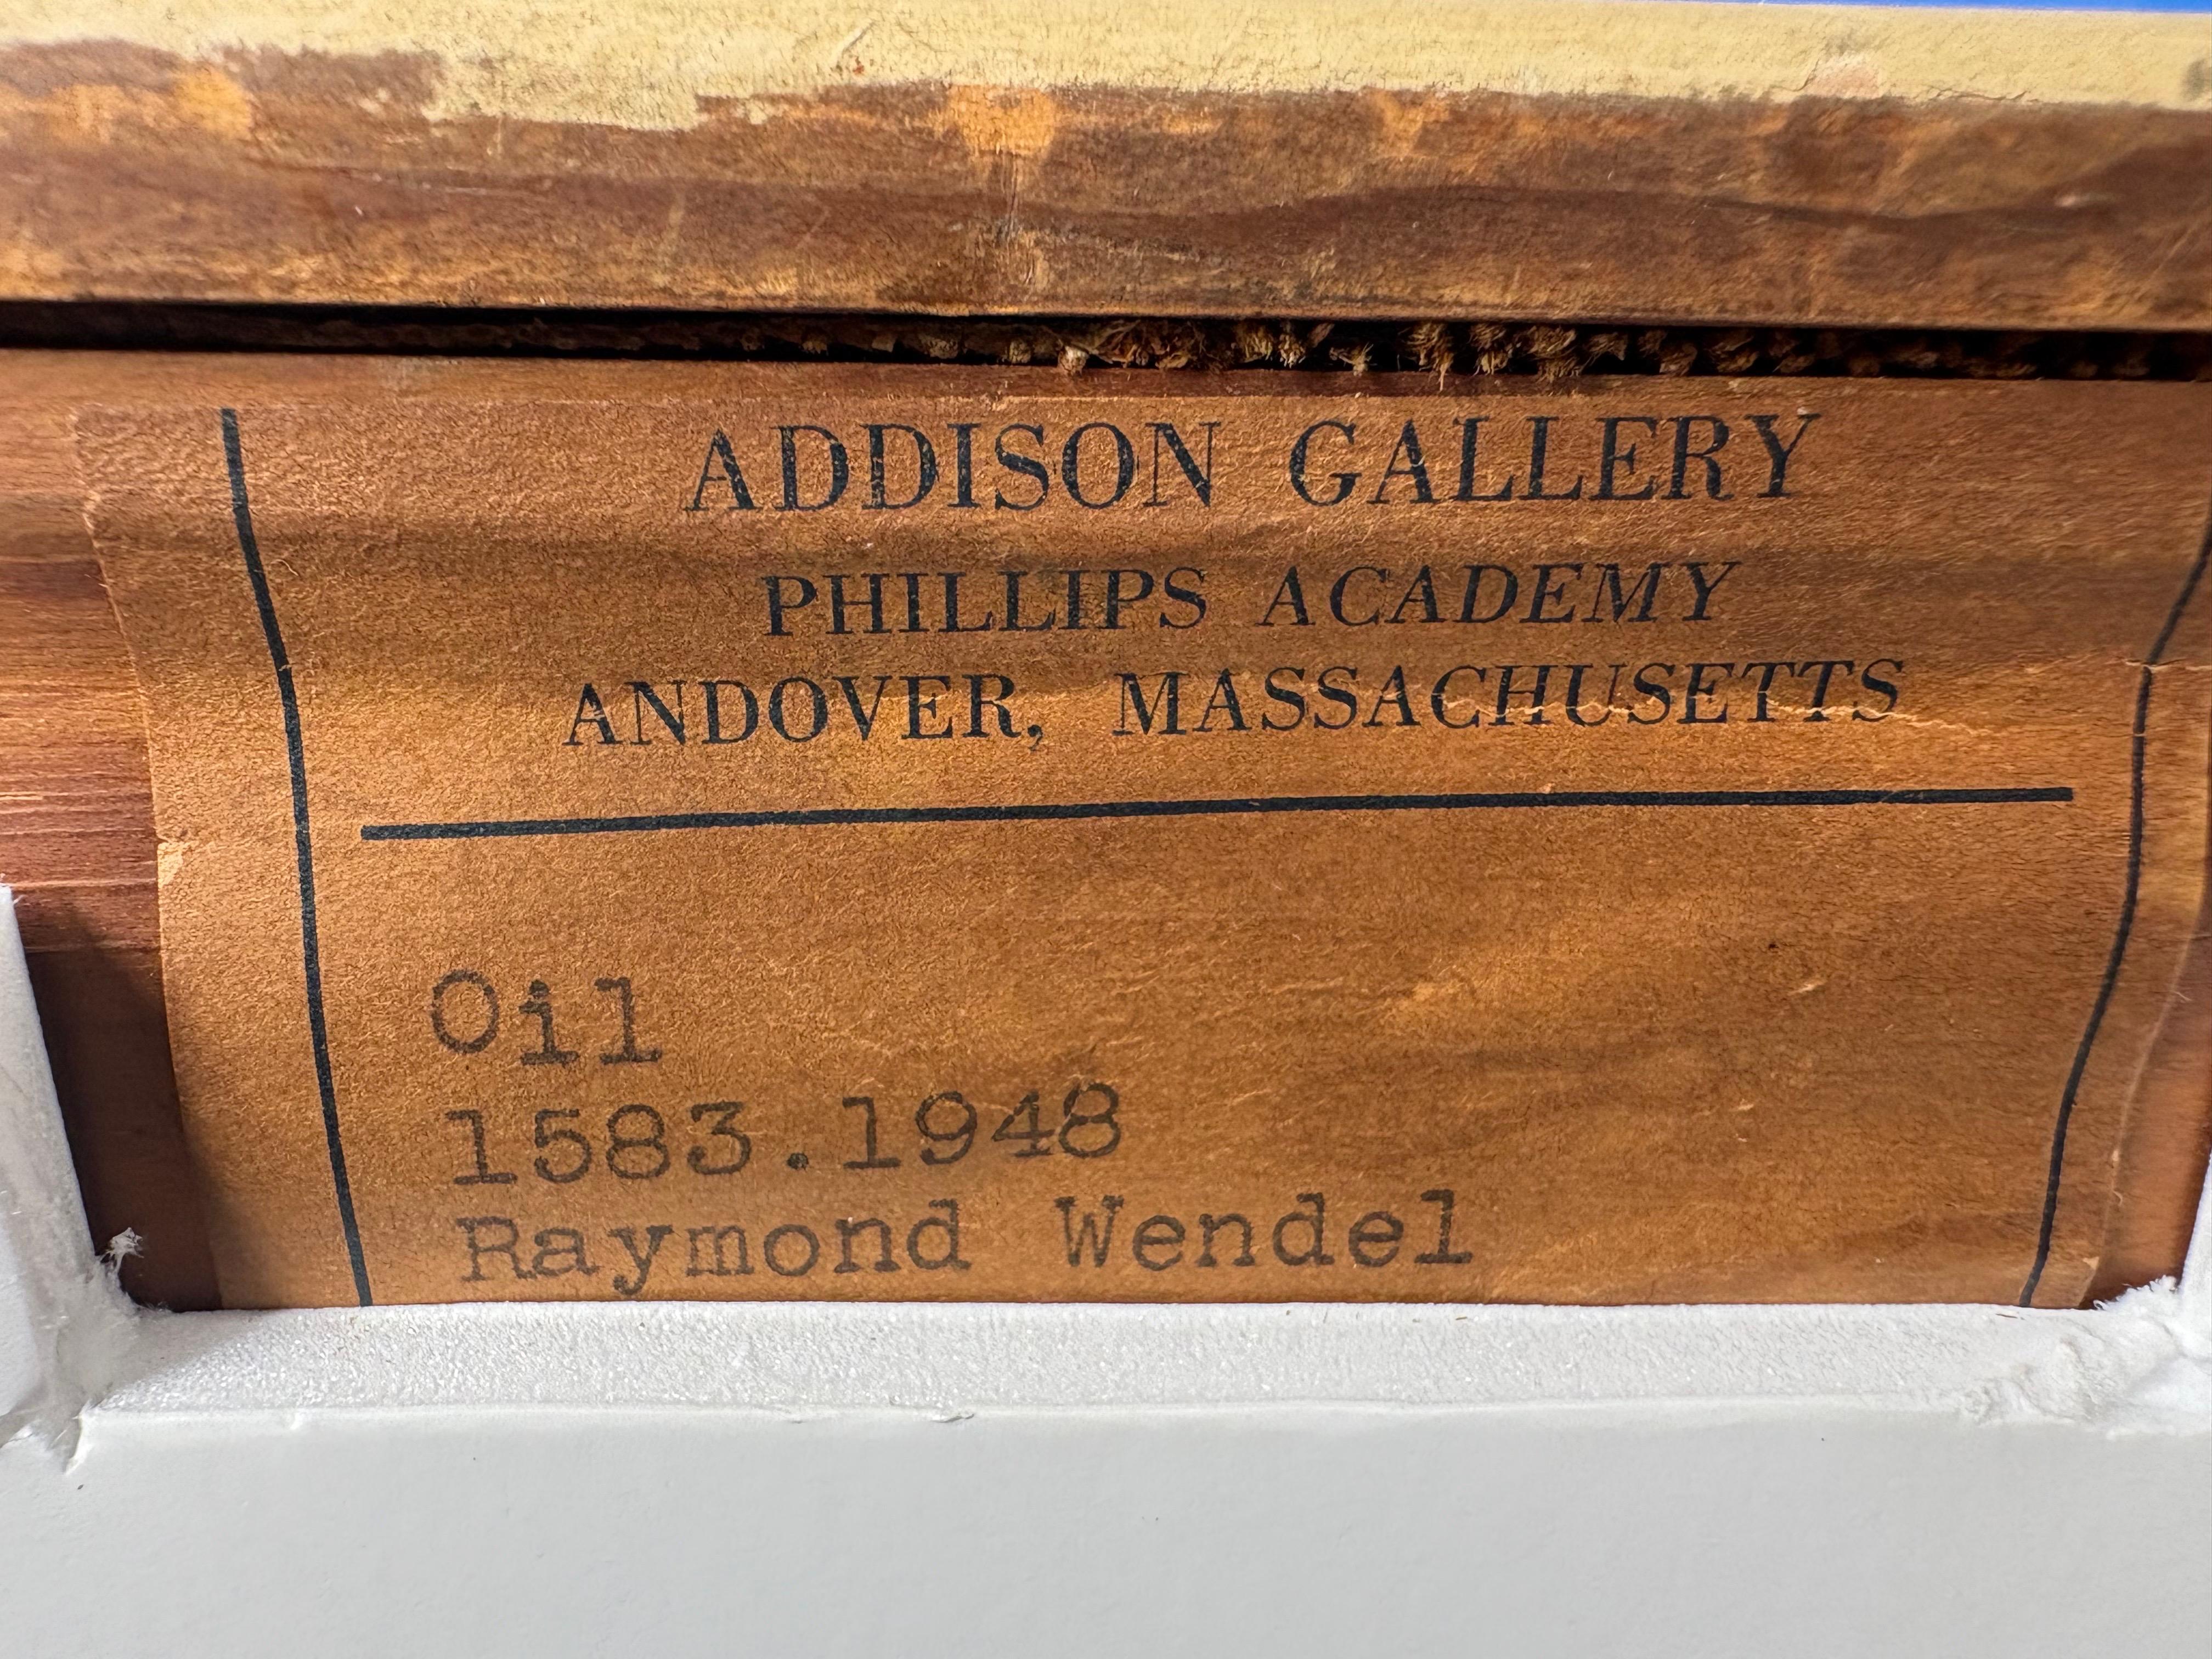 ADDISON GALLERY
PHILLIPS ACADEMY
ANDOVER, MASSACHUSETTS
Oil
1583.1948
Raymond Wendel